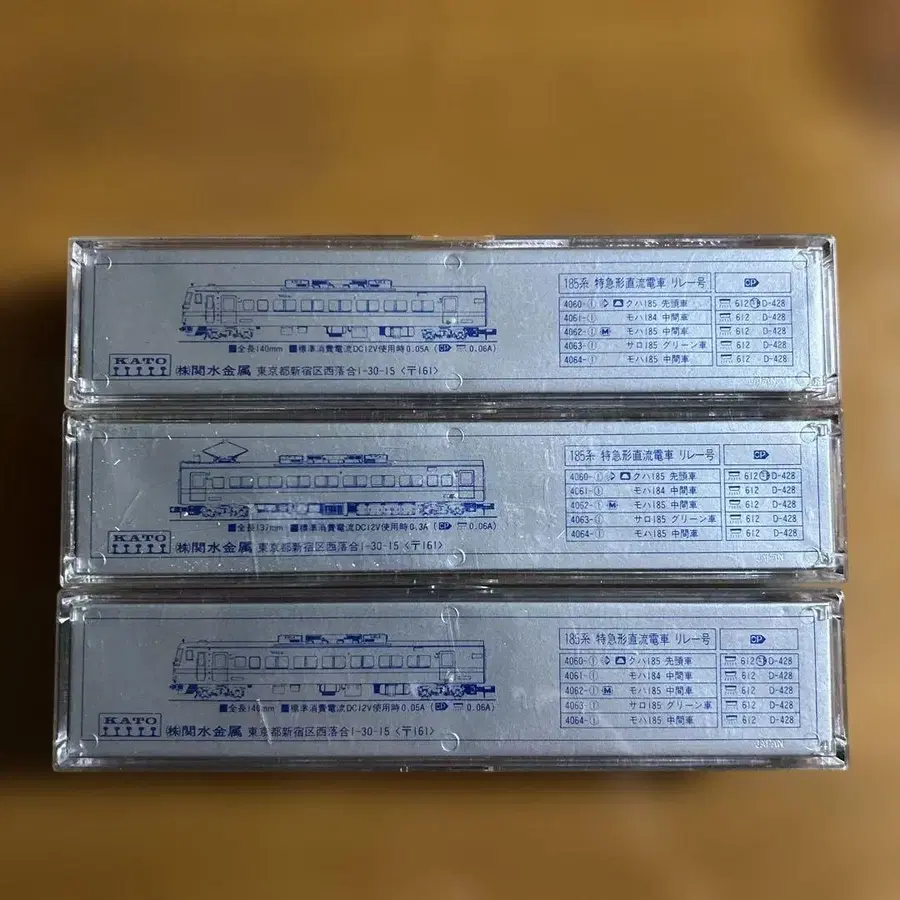 185系 特急形直流電車 リレー号 CP
4060-① クハ185 先頭車 612 D-428
4061-① モハ184 中間車 612 D-428
4062-① M モハ185 中間車 612 D-428
4063-① サロ185 グリーン車 612 D-428
4064-① モハ185 中間車 612 D-428
■全長140mm ■標準消費電流DC12V使用時0.05A (CP 0.06A)
KATO ㈱関水金属 東京都新宿区西落合1-30-15〈〒161〉
JAPAN
185系 特急形直流電車 リレー号 CP
4060-① クハ185 先頭車 612 D-428
4061-① モハ184 中間車 612 D-428
4062-① M モハ185 中間車 612 D-428
4063-① サロ185 グリーン車 612 D-428
4064-① モハ185 中間車 612 D-428
■全長137mm ■標準消費電流DC12V使用時0.3A (CP 0.06A)
KATO ㈱関水金属 東京都新宿区西落合1-30-15〈〒161〉
JAPAN
185系 特急形直流電車 リレー号 CP
4060-① クハ185 先頭車 612 D-428
4061-① モハ184 中間車 612 D-428
4062-① M モハ185 中間車 612 D-428
4063-① サロ185 グリーン車 612 D-428
4064-① モハ185 中間車 612 D-428
■全長140mm ■標準消費電流DC12V使用時0.05A (CP 0.06A)
KATO ㈱関水金属 東京都新宿区西落合1-30-15〈〒161〉
JAPAN